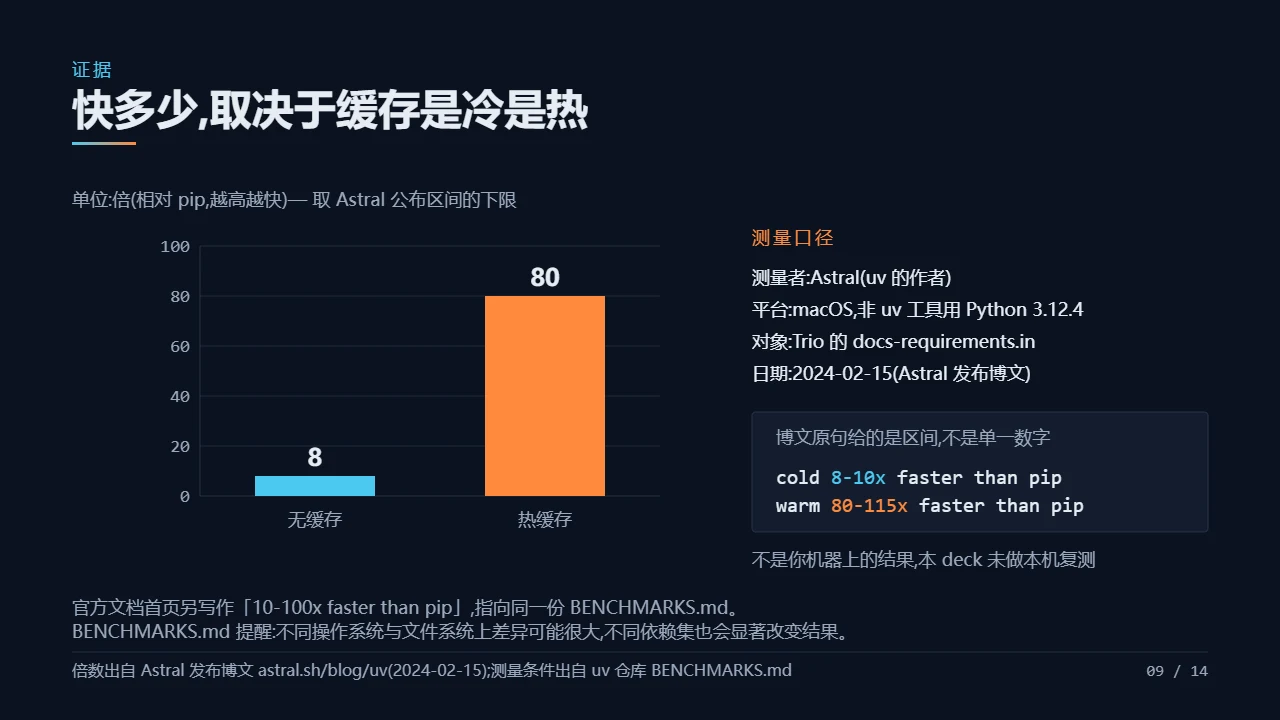 证据
快多少,取决于缓存是冷是热
单位:倍(相对 pip,越高越快)— 取 Astral 公布区间的下限
100
80
60
40
20
0
8
80
无缓存
热缓存
测量口径
测量者:Astral(uv 的作者)
平台:macOS,非 uv 工具用 Python 3.12.4
对象:Trio 的 docs-requirements.in
日期:2024-02-15(Astral 发布博文)
博文原句给的是区间,不是单一数字
cold 8-10x faster than pip
warm 80-115x faster than pip
不是你机器上的结果,本 deck 未做本机复测
官方文档首页另写作「10-100x faster than pip」,指向同一份 BENCHMARKS.md。
BENCHMARKS.md 提醒:不同操作系统与文件系统上差异可能很大,不同依赖集也会显著改变结果。
倍数出自 Astral 发布博文 astral.sh/blog/uv(2024-02-15);测量条件出自 uv 仓库 BENCHMARKS.md
09 / 14